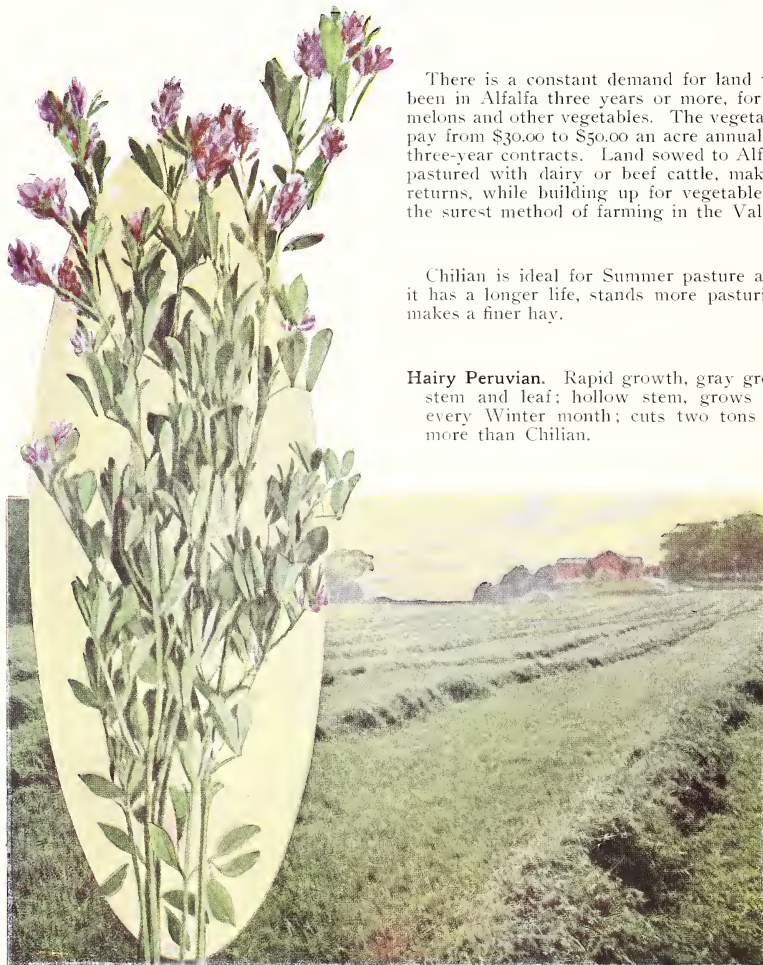 There is a constant demand for land
been in Alfalfa three years or more, for
melons and other vegetables. The vegeta
pay from $30.00 to $50.00 an acre annual
three-year contracts. Land sowed to Alf
pastured with dairy or beef cattle, mak
returns, while building up for vegetable
the surest method of farming in the Val
Chilian is ideal for Summer pasture a
it has a longer life, stands more pasturi
makes a finer hay.
Hairy Peruvian. Rapid growth, gray gre
stem and leaf; hollow stem, grows
every Winter month; cuts two tons
more than Chilian.